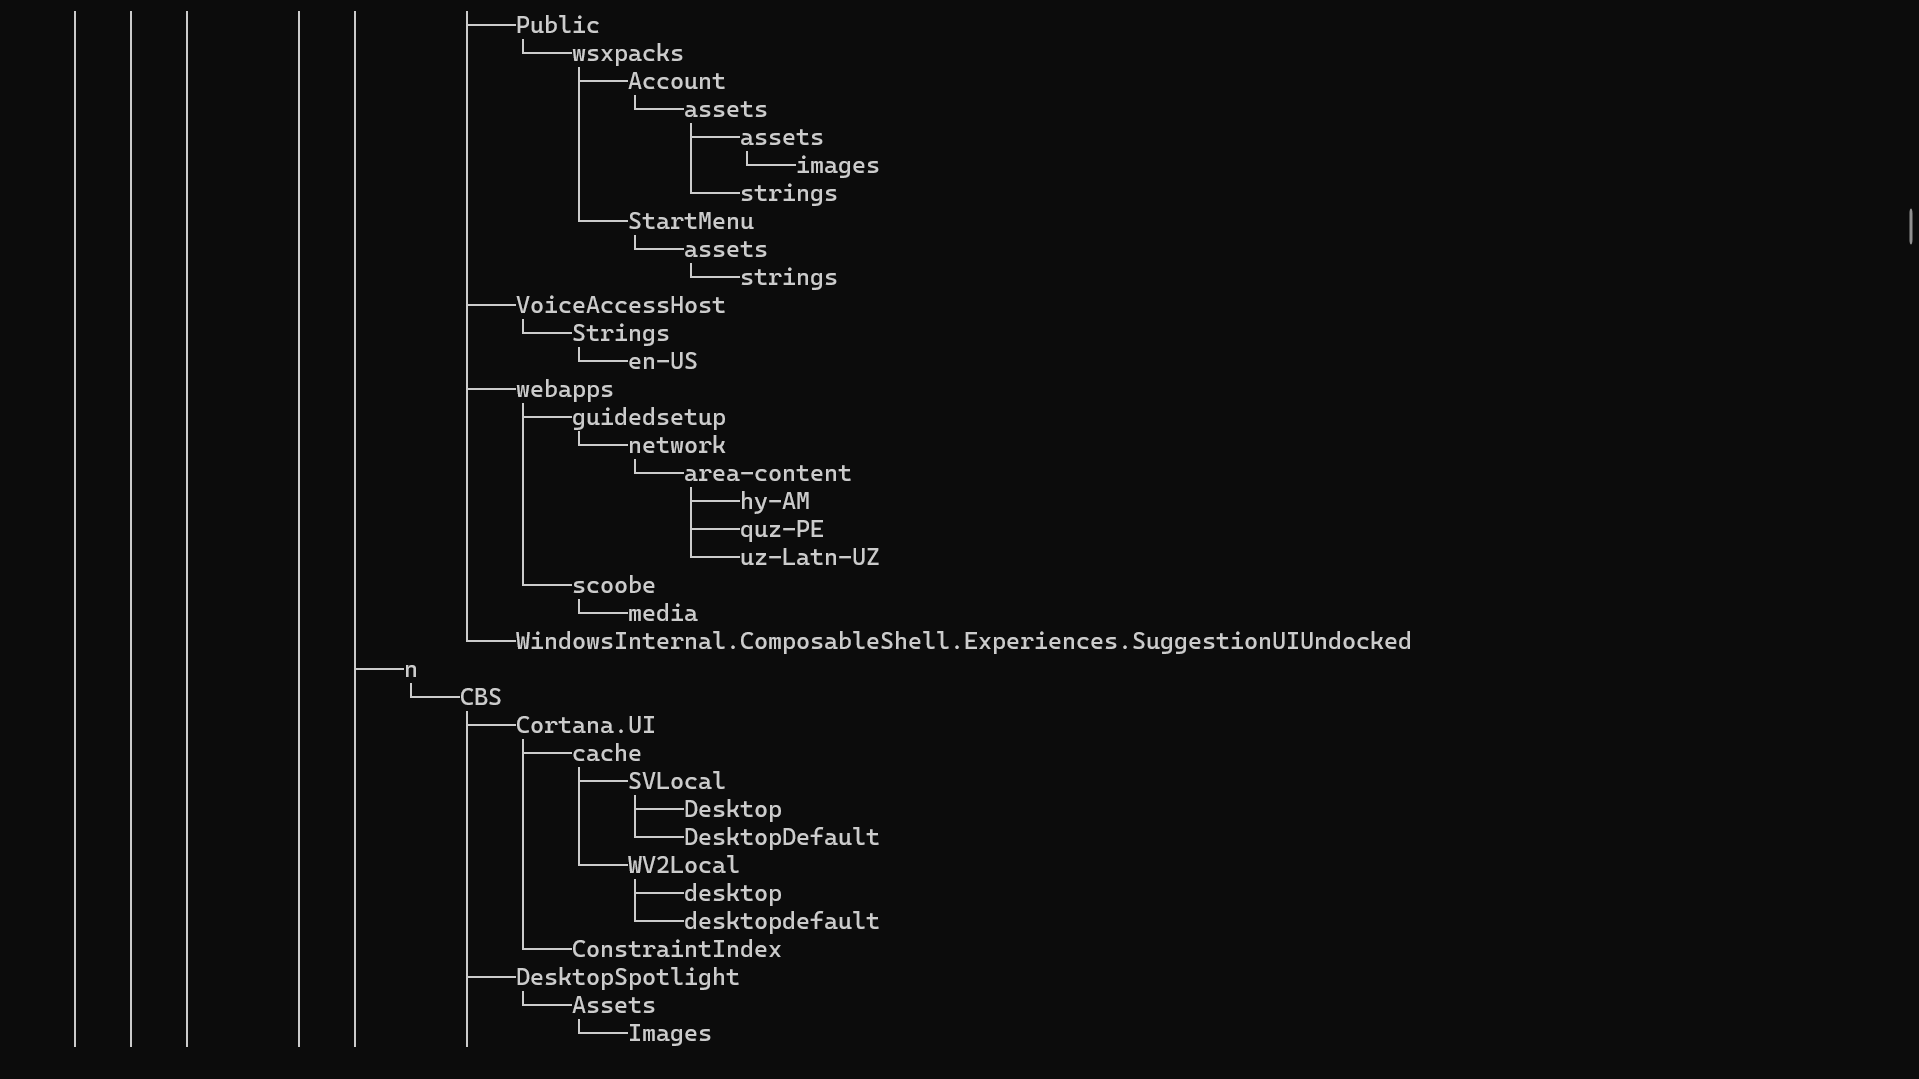 Public
wsxpacks
Account
assets
assets
images
strings
StartMenu
assets
strings
VoiceAccessHost
Strings
en-US
webapps
guidedsetup
network
area-content
hy-AM
quz-PE
uz-Latn-UZ
scoobe
media
WindowsInternal.ComposableShell.Experiences.SuggestionUIUndocked
n
CBS
Cortana.UI
cache
SVLocal
Desktop
DesktopDefault
WV2Local
desktop
desktopdefault
ConstraintIndex
DesktopSpotlight
Assets
Images